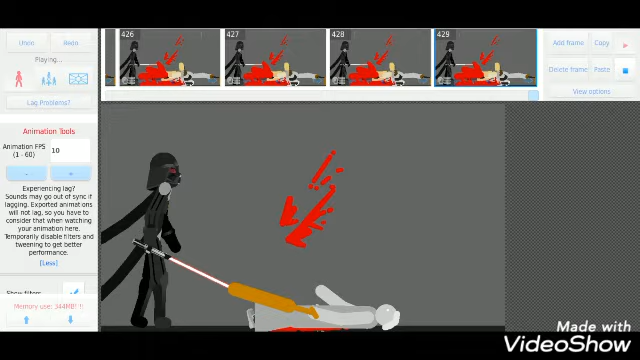 Undo Redo
426 427 428 429
Add frame Copy
Playing...
Delete frame Paste
View options
Lag Problems?
Animation Tools
Animation FPS
(1 - 60)
10
- +
Experiencing lag?
Sounds may go out of sync if
lagging. Exported animations
will not lag, so you have to
consider that when watching
your animation here.
Temporarily disable filters and
tweening to get better
performance.
[Less]
Show filters
Memory use: 344MB! !!
Made with
VideoShow